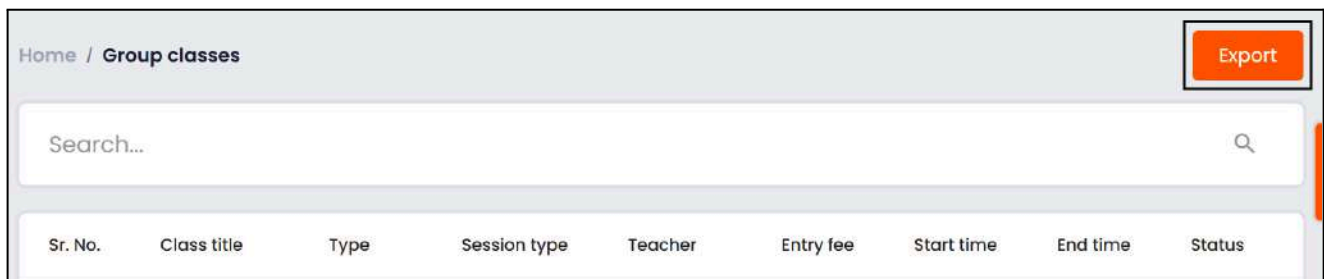 Home / Group classes
Export
Search...
Sr. No. Class title Type Session type Teacher Entry fee Start time End time Status